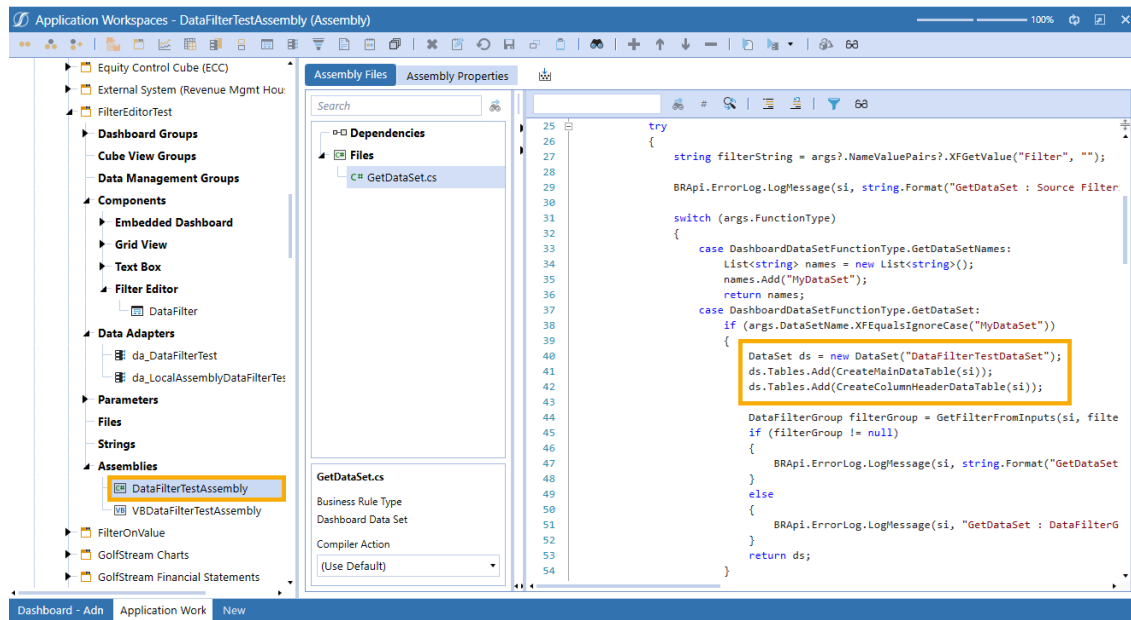 Application Workspaces - DataFilterTestAssembly (Assembly)
100%
Equity Control Cube (ECC)
External System (Revenue Mgmt Hou
FilterEditorTest
Dashboard Groups
Cube View Groups
Data Management Groups
Components
Embedded Dashboard
Grid View
Text Box
Filter Editor
DataFilter
Data Adapters
da_DataFilterTest
da_LocalAssemblyDataFilterTes
Parameters
Files
Strings
Assemblies
C# DataFilterTestAssembly
VB VBDataFilterTestAssembly
FilterOnValue
GolfStream Charts
GolfStream Financial Statements
Assembly Files Assembly Properties
Search
Dependencies
C# Files
C# GetDataSet.cs
GetDataSet.cs
Business Rule Type
Dashboard Data Set
Compiler Action
(Use Default)
25 try
26 {
27 string filterString = args?.NameValuePairs?.XFGetValue("Filter", "");
28
29 BRApi.ErrorLog.LogMessage(si, string.Format("GetDataSet : Source Filter
30
31 switch (args.FunctionType)
32 {
33 case DashboardDataSetFunctionType.GetDataSetNames:
34 List<string> names = new List<string>();
35 names.Add("MyDataSet");
36 return names;
37 case DashboardDataSetFunctionType.GetDataSet:
38 if (args.DataSetName.XFEqualsIgnoreCase("MyDataSet"))
39 {
40 DataSet ds = new DataSet("DataFilterTestDataSet");
41 ds.Tables.Add(CreateMainDataTable(si));
42 ds.Tables.Add(CreateColumnHeaderDataTable(si));
43
44 DataFilterGroup filterGroup = GetFilterFromInputs(si, filte
45 if (filterGroup != null)
46 {
47 BRApi.ErrorLog.LogMessage(si, string.Format("GetDataSet
48 }
49 else
50 {
51 BRApi.ErrorLog.LogMessage(si, "GetDataSet : DataFilterG
52 }
53 return ds;
54 }
Dashboard - Adn Application Work New